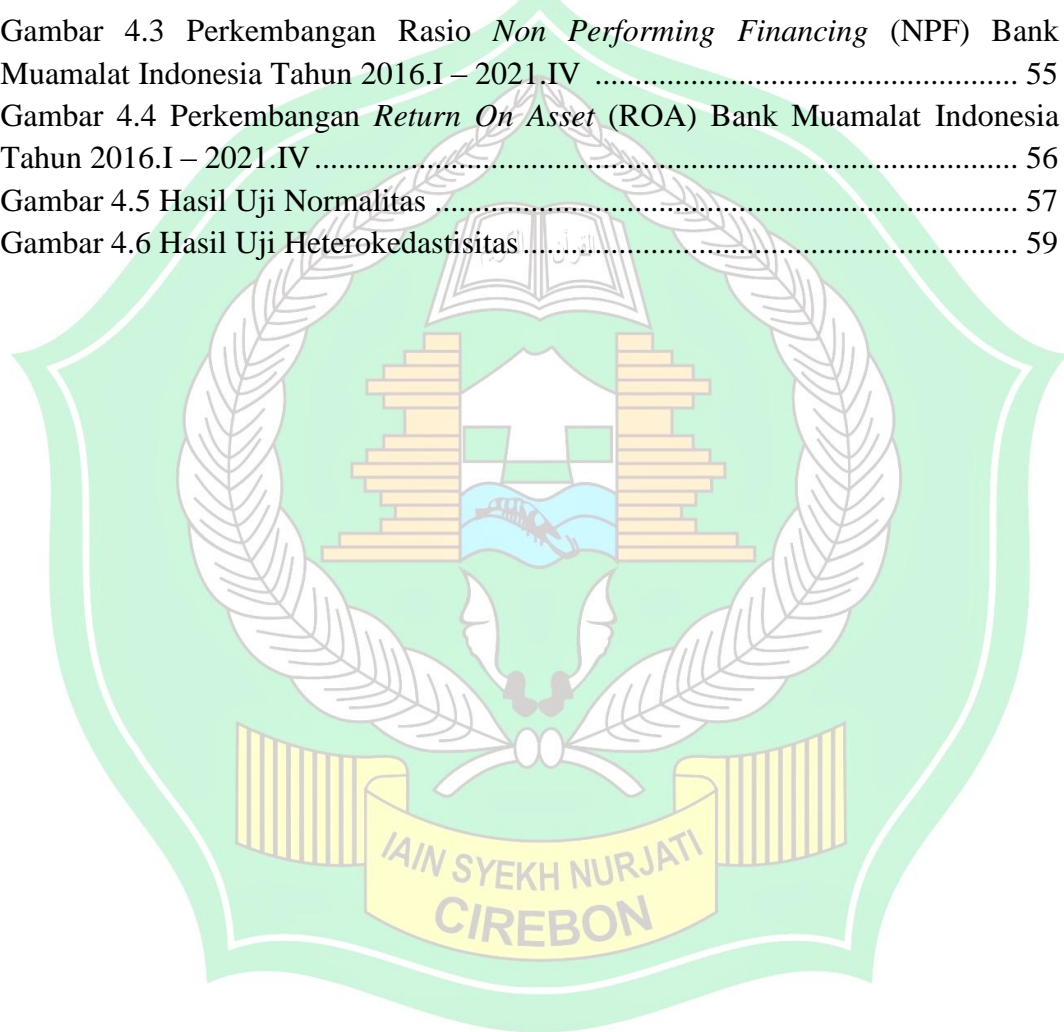 Gambar 4.3 Perkembangan Rasio Non Performing Financing (NPF) Bank
Muamalat Indonesia Tahun 2016.I – 2021.IV ................................................... 55
Gambar 4.4 Perkembangan Return On Asset (ROA) Bank Muamalat Indonesia
Tahun 2016.I – 2021.IV ..................................................................................... 56
Gambar 4.5 Hasil Uji Normalitas ...................................................................... 57
Gambar 4.6 Hasil Uji Heterokedastisitas ............................................................ 59
IAIN SYEKH NURJATI
CIREBON